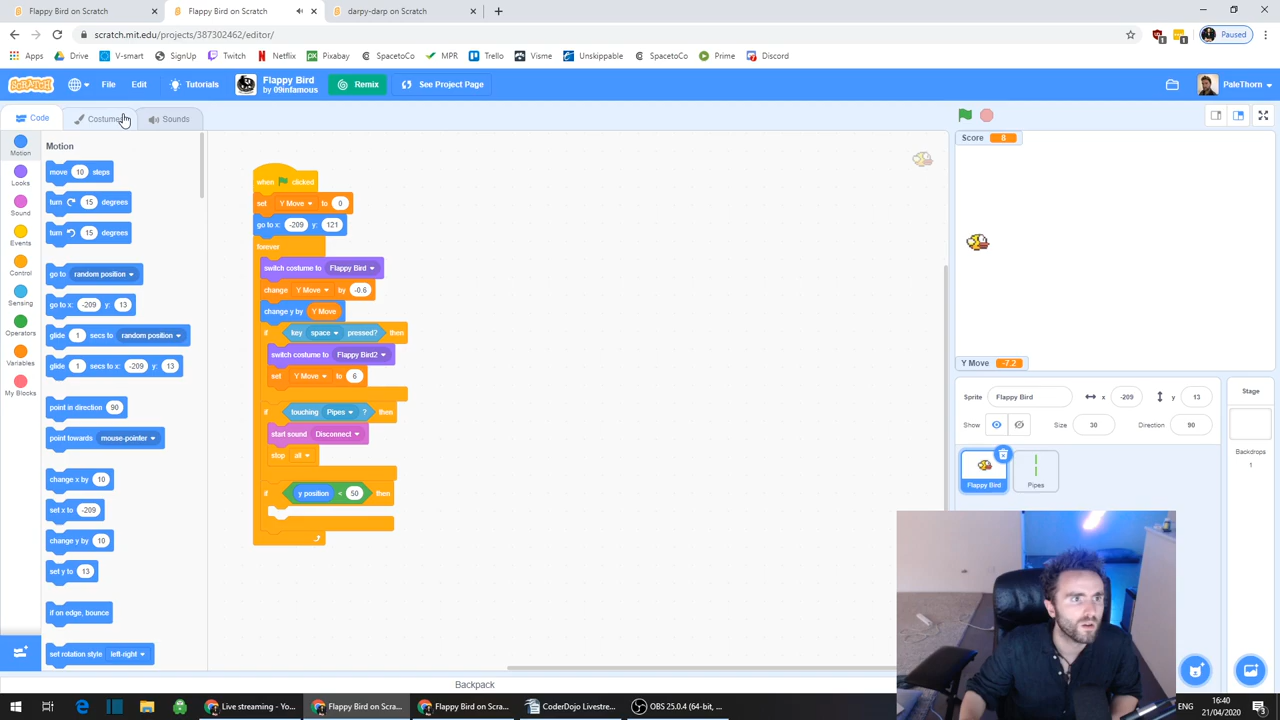 Flappy Bird on Scratch
Flappy Bird on Scratch
darpy-darp on Scratch
scratch.mit.edu/projects/387302462/editor/
Paused
Apps
Drive
V-smart
SignUp
Twitch
Netflix
Pixabay
SpacetoCo
MPR
Trello
Visme
Unskippable
SpacetoCo
Prime
Discord
SCRATCH
File
Edit
Tutorials
Flappy Bird
by 09infamous
Remix
See Project Page
PaleThorn
Code
Costumes
Sounds
Motion
Looks
Sound
Events
Control
Sensing
Operators
Variables
My Blocks
Motion
move 10 steps
turn 15 degrees
turn 15 degrees
go to random position
go to x: -209 y: 13
glide 1 secs to random position
glide 1 secs to x: -209 y: 13
point in direction 90
point towards mouse-pointer
change x by 10
set x to -209
change y by 10
set y to 13
if on edge, bounce
set rotation style left-right
when clicked
set Y Move to 0
go to x: -209 y: 121
forever
switch costume to Flappy Bird
change Y Move by -0.6
change y by Y Move
if key space pressed? then
switch costume to Flappy Bird2
set Y Move to 6
if touching Pipes ? then
start sound Disconnect
stop all
if y position < 50 then
Score 8
Y Move -7.2
Sprite Flappy Bird x -209 y 13
Show Size 30 Direction 90
Flappy Bird
Pipes
Stage
Backdrops
1
Backpack
Live streaming - Yo...
Flappy Bird on Scra...
Flappy Bird on Scra...
CoderDojo Livestre...
OBS 25.0.4 (64-bit, ...
ENG
16:40
21/04/2020
3